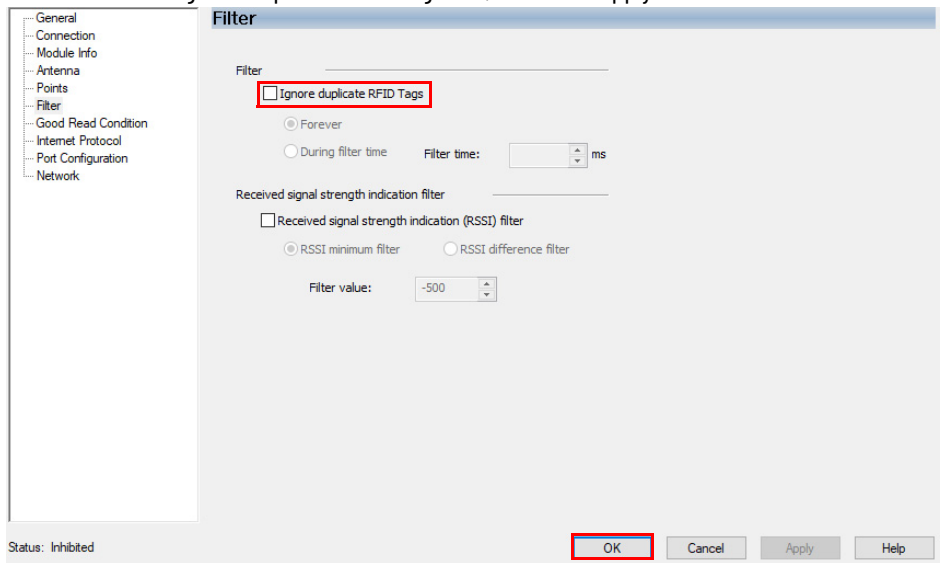 General
Connection
Module Info
Antenna
Points
Filter
Good Read Condition
Internet Protocol
Port Configuration
Network
Filter
Filter
Ignore duplicate RFID Tags
Forever
During filter time Filter time: ms
Received signal strength indication filter
Received signal strength indication (RSSI) filter
RSSI minimum filter RSSI difference filter
Filter value: -500
Status: Inhibited OK Cancel Apply Help